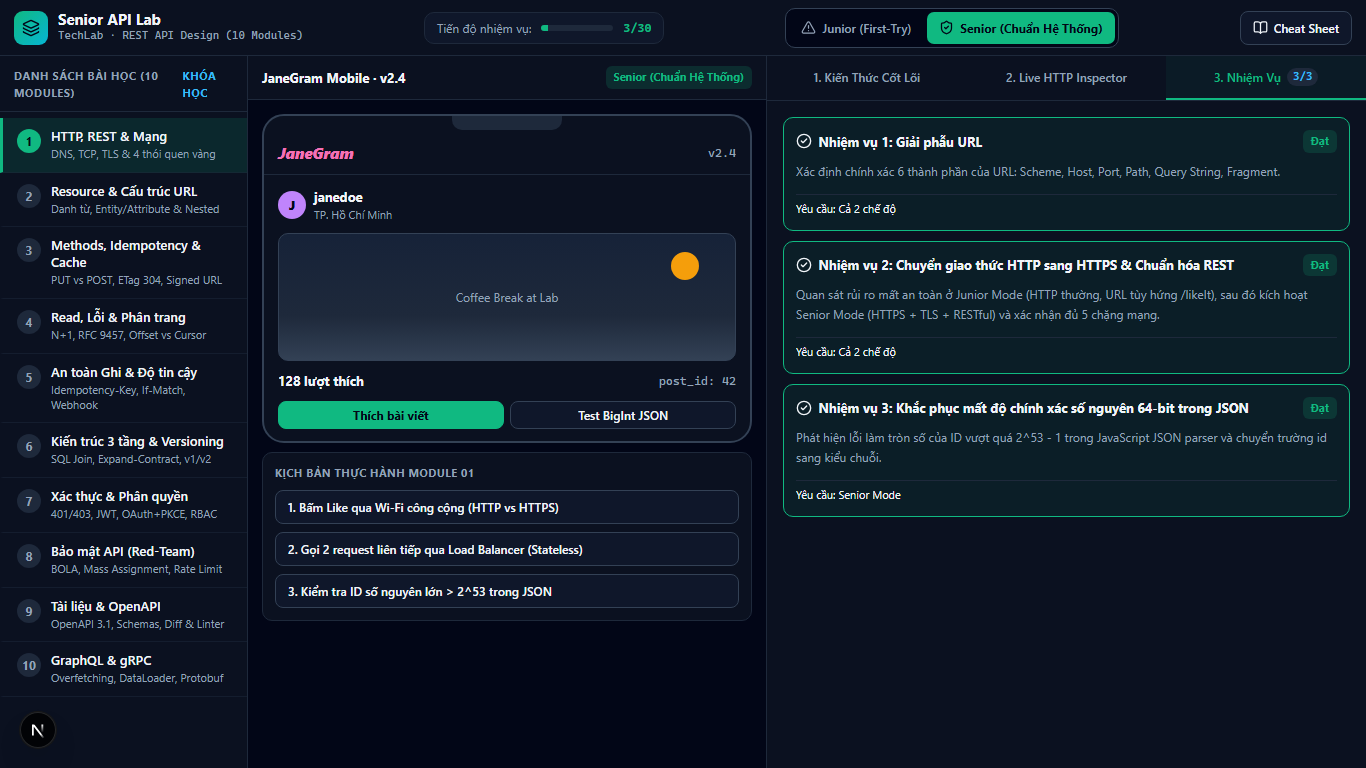 Senior API Lab
TechLab · REST API Design (10 Modules)
Tiến độ nhiệm vụ: 3/30
Junior (First-Try)
Senior (Chuẩn Hệ Thống)
Cheat Sheet
DANH SÁCH BÀI HỌC (10
MODULES)
KHÓA
HỌC
1
HTTP, REST & Mạng
DNS, TCP, TLS & 4 thói quen vàng
2
Resource & Cấu trúc URL
Danh từ, Entity/Attribute & Nested
3
Methods, Idempotency &
Cache
PUT vs POST, ETag 304, Signed URL
4
Read, Lỗi & Phân trang
N+1, RFC 9457, Offset vs Cursor
5
An toàn Ghi & Độ tin cậy
Idempotency-Key, If-Match,
Webhook
6
Kiến trúc 3 tầng & Versioning
SQL Join, Expand-Contract, v1/v2
7
Xác thực & Phân quyền
401/403, JWT, OAuth+PKCE, RBAC
8
Bảo mật API (Red-Team)
BOLA, Mass Assignment, Rate Limit
9
Tài liệu & OpenAPI
OpenAPI 3.1, Schemas, Diff & Linter
10
GraphQL & gRPC
Overfetching, DataLoader, Protobuf
N
JaneGram Mobile · v2.4
Senior (Chuẩn Hệ Thống)
JaneGram
v2.4
J
janedoe
TP. Hồ Chí Minh
Coffee Break at Lab
128 lượt thích
post_id: 42
Thích bài viết
Test BigInt JSON
KỊCH BẢN THỰC HÀNH MODULE 01
1. Bấm Like qua Wi-Fi công cộng (HTTP vs HTTPS)
2. Gọi 2 request liên tiếp qua Load Balancer (Stateless)
3. Kiểm tra ID số nguyên lớn > 2^53 trong JSON
1. Kiến Thức Cốt Lõi
2. Live HTTP Inspector
3. Nhiệm Vụ 3/3
Nhiệm vụ 1: Giải phẫu URL
Đạt
Xác định chính xác 6 thành phần của URL: Scheme, Host, Port, Path, Query String, Fragment.
Yêu cầu: Cả 2 chế độ
Nhiệm vụ 2: Chuyển giao thức HTTP sang HTTPS & Chuẩn hóa REST
Đạt
Quan sát rủi ro mất an toàn ở Junior Mode (HTTP thường, URL tùy hứng /likeIt), sau đó kích hoạt
Senior Mode (HTTPS + TLS + RESTful) và xác nhận đủ 5 chặng mạng.
Yêu cầu: Cả 2 chế độ
Nhiệm vụ 3: Khắc phục mất độ chính xác số nguyên 64-bit trong JSON
Đạt
Phát hiện lỗi làm tròn số của ID vượt quá 2^53 - 1 trong JavaScript JSON parser và chuyển trường id
sang kiểu chuỗi.
Yêu cầu: Senior Mode